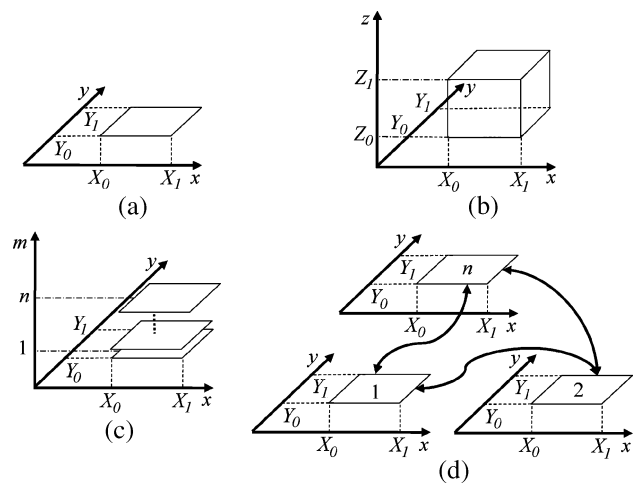 y
Y1
Y0
X0 X1 x
(a)
z
Z1
y
Y1
Z0
Y0
X0 X1 x
(b)
m
y
n
Y1
1
Y0
X0 X1 x
(c)
y
Y1 n
Y0
X0 X1 x
y
Y1 1
Y0
X0 X1 x
y
Y1 2
Y0
X0 X1 x
(d)